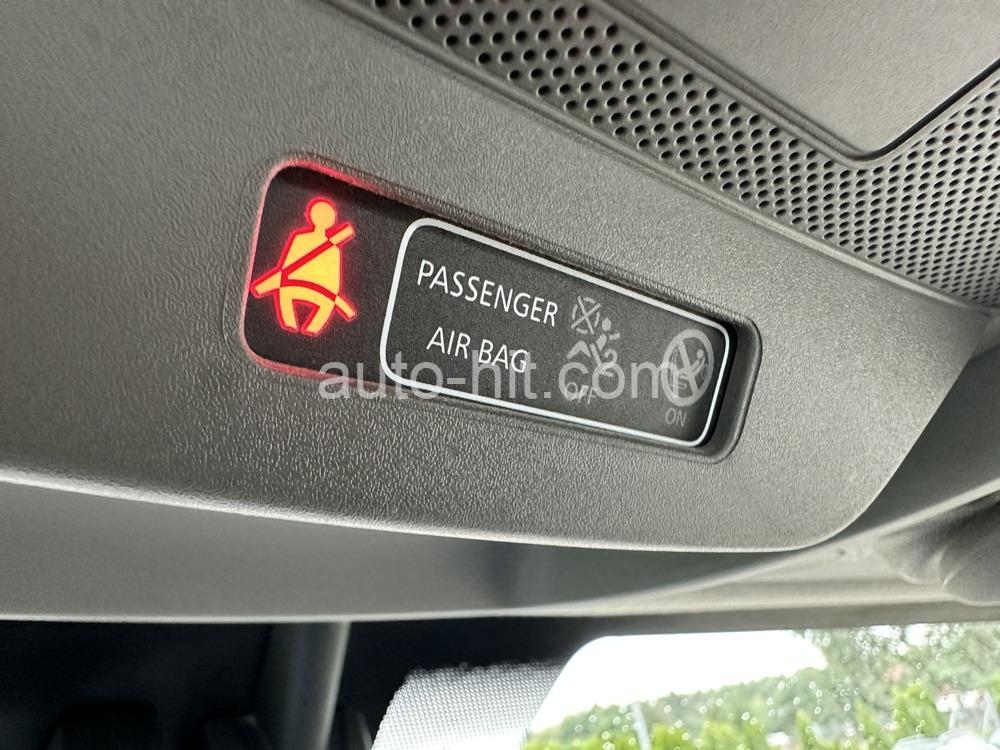 PASSENGER
AIR BAG
OFF
ON
auto-hit.com